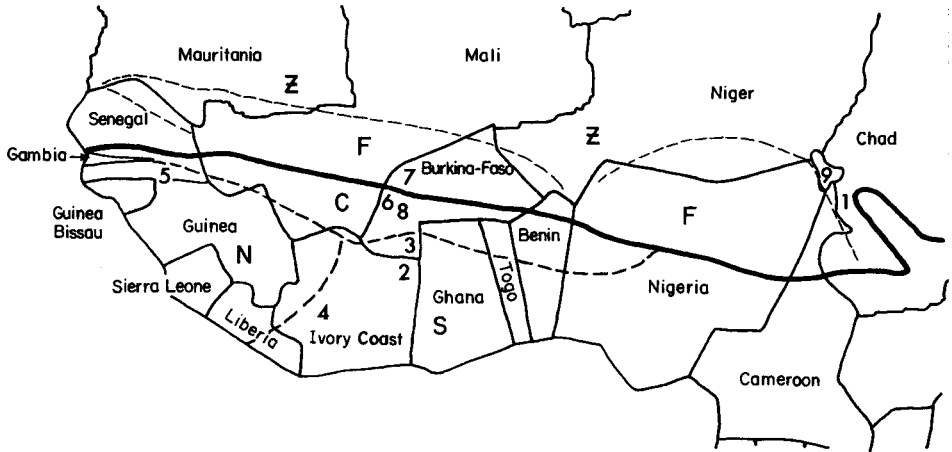 Mauritania
Mali
Ƶ
Niger
Senegal
Ƶ
Chad
F
Gambia
7
Burkina-Faso
9
5
6
8
C
F
1
Guinea Bissau
Guinea
N
3
Benin
2
Sierra Leone
Togo
Ghana
Nigeria
4
Liberia
Ivory Coast
S
Cameroon